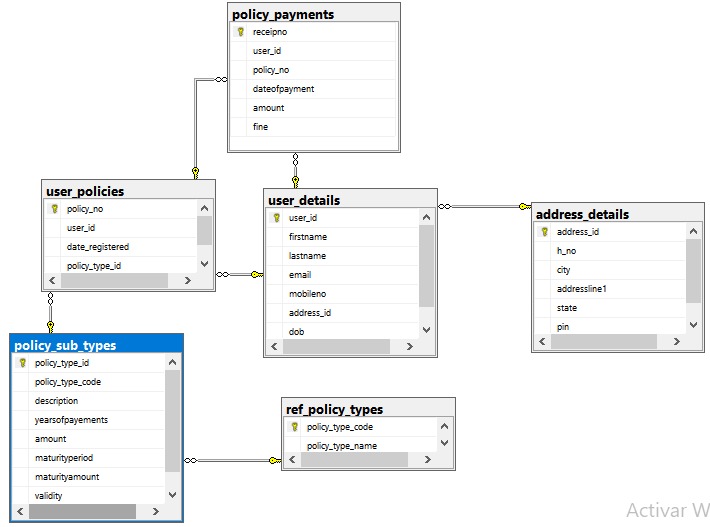 policy_payments
receipno
user_id
policy_no
dateofpayment
amount
fine
user_policies
policy_no
user_id
date_registered
policy_type_id
user_details
user_id
firstname
lastname
email
mobileno
address_id
dob
address_details
address_id
h_no
city
addressline1
state
pin
policy_sub_types
policy_type_id
policy_type_code
description
yearsofpayements
amount
maturityperiod
maturityamount
validity
ref_policy_types
policy_type_code
policy_type_name
Activar W